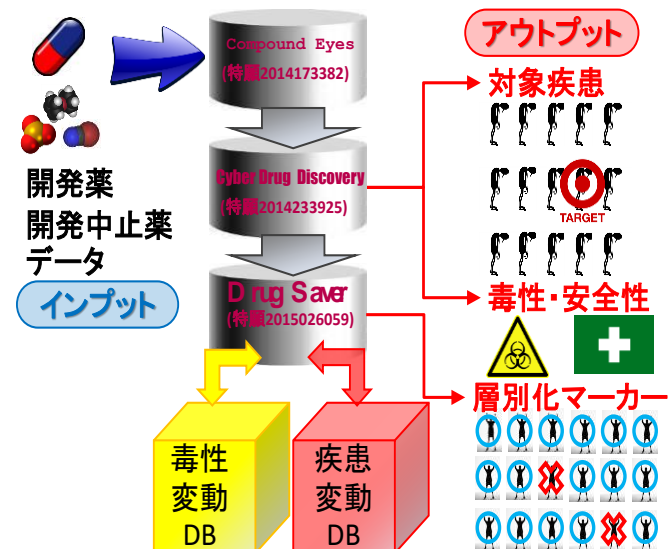 Compound Eyes
(特願2014173382)
アウトプット
対象疾患
Cyber Drug Discovery
(特願2014233925)
TARGET
開発薬
開発中止薬
データ
インプット
Drug Saver
(特願2015026059)
毒性・安全性
層別化マーカー
毒性
変動
DB
疾患
変動
DB